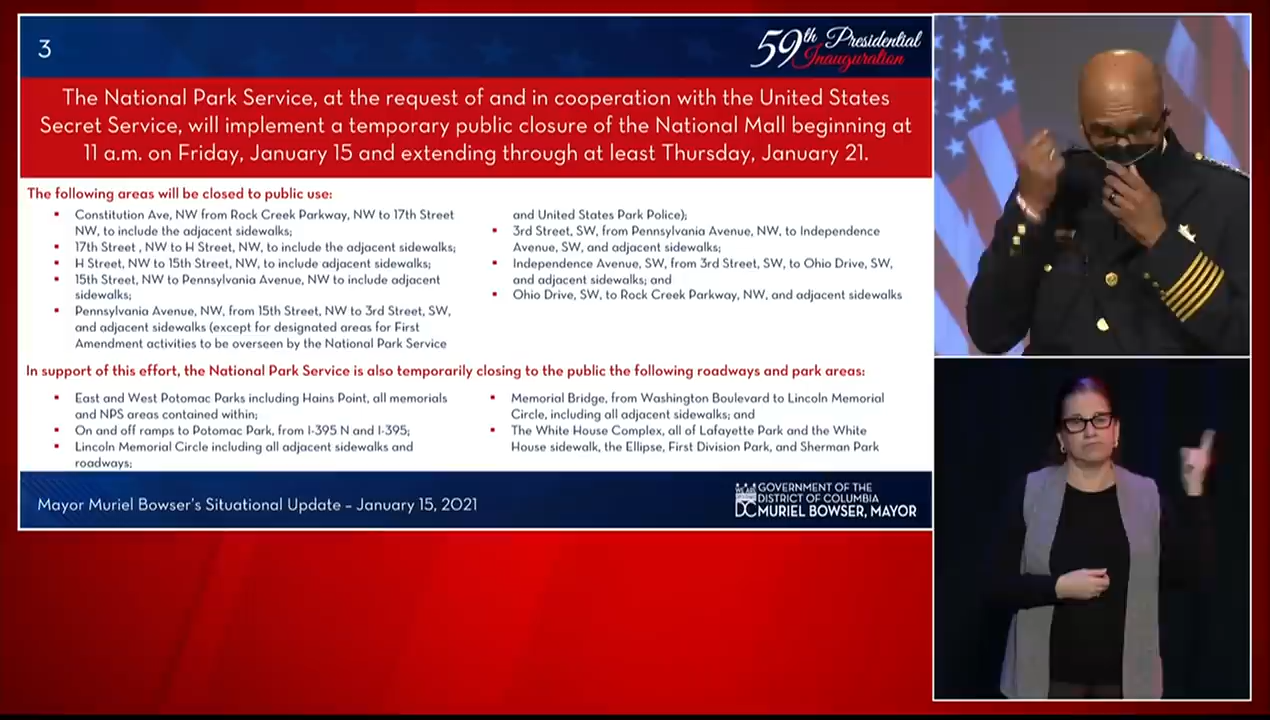 3
59th Presidential
Inauguration
The National Park Service, at the request of and in cooperation with the United States
Secret Service, will implement a temporary public closure of the National Mall beginning at
11 a.m. on Friday, January 15 and extending through at least Thursday, January 21.
The following areas will be closed to public use:
▪ Constitution Ave, NW from Rock Creek Parkway, NW to 17th Street
NW, to include the adjacent sidewalks;
▪ 17th Street , NW to H Street, NW, to include the adjacent sidewalks;
▪ H Street, NW to 15th Street, NW, to include adjacent sidewalks;
▪ 15th Street, NW to Pennsylvania Avenue, NW to include adjacent
sidewalks;
▪ Pennsylvania Avenue, NW, from 15th Street, NW to 3rd Street, SW,
and adjacent sidewalks (except for designated areas for First
Amendment activities to be overseen by the National Park Service
and United States Park Police);
▪ 3rd Street, SW, from Pennsylvania Avenue, NW, to Independence
Avenue, SW, and adjacent sidewalks;
▪ Independence Avenue, SW, from 3rd Street, SW, to Ohio Drive, SW,
and adjacent sidewalks; and
▪ Ohio Drive, SW, to Rock Creek Parkway, NW, and adjacent sidewalks
In support of this effort, the National Park Service is also temporarily closing to the public the following roadways and park areas:
▪ East and West Potomac Parks including Hains Point, all memorials
and NPS areas contained within;
▪ On and off ramps to Potomac Park, from I-395 N and I-395;
▪ Lincoln Memorial Circle including all adjacent sidewalks and
roadways;
▪ Memorial Bridge, from Washington Boulevard to Lincoln Memorial
Circle, including all adjacent sidewalks; and
▪ The White House Complex, all of Lafayette Park and the White
House sidewalk, the Ellipse, First Division Park, and Sherman Park
Mayor Muriel Bowser's Situational Update – January 15, 2021
WE ARE
DC
GOVERNMENT OF THE
DISTRICT OF COLUMBIA
MURIEL BOWSER, MAYOR